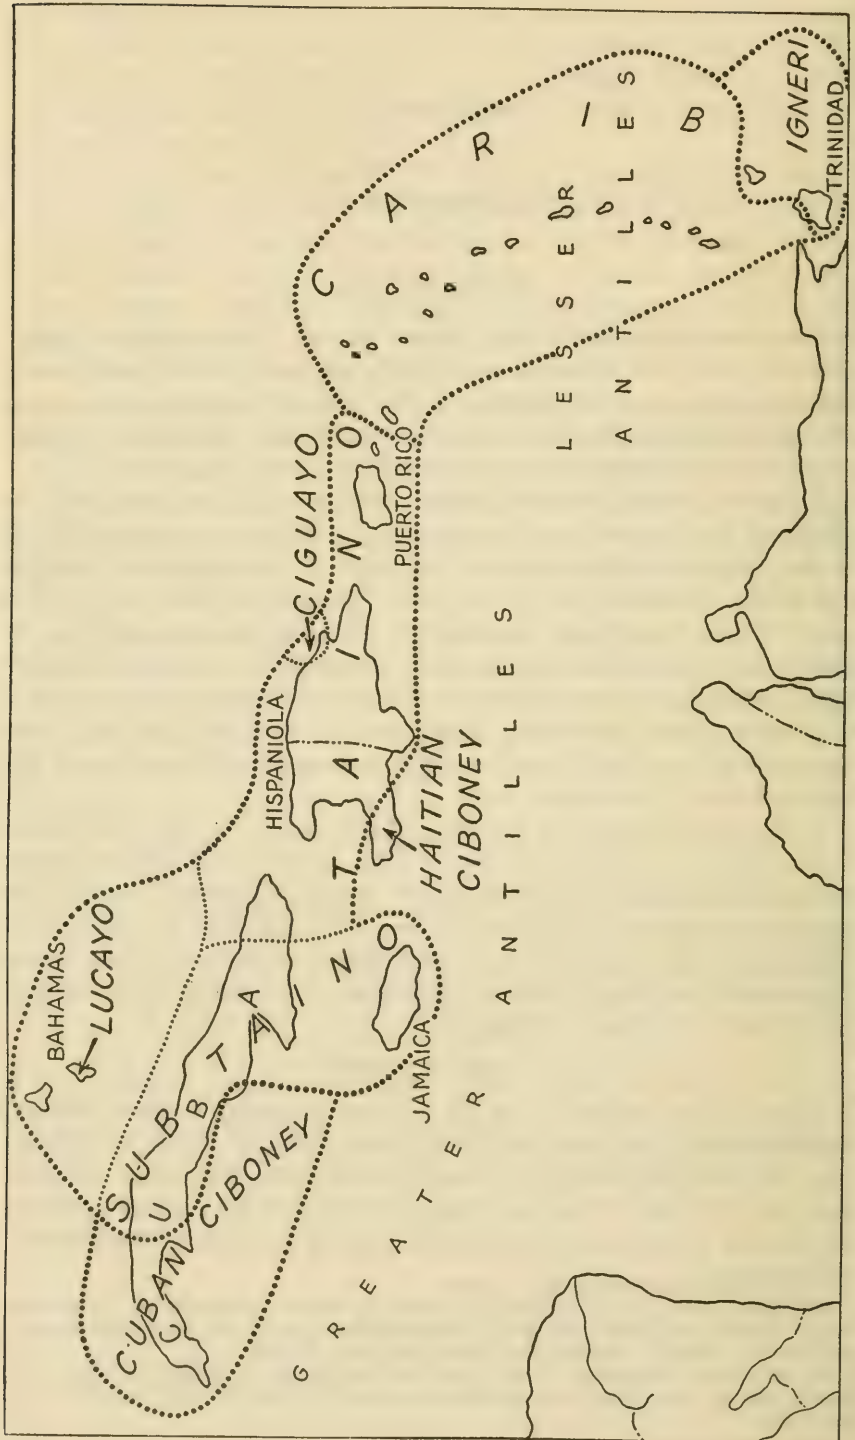 BAHAMAS
LUCAYO
SUB-TAINO
CUBA
CUBAN CIBONEY
HISPANIOLA
CIGUAYO
TAINO
HAITIAN
CIBONEY
JAMAICA
PUERTO RICO
CARIB
LESSER
ANTILLES
GREATER ANTILLES
IGNERI
TRINIDAD